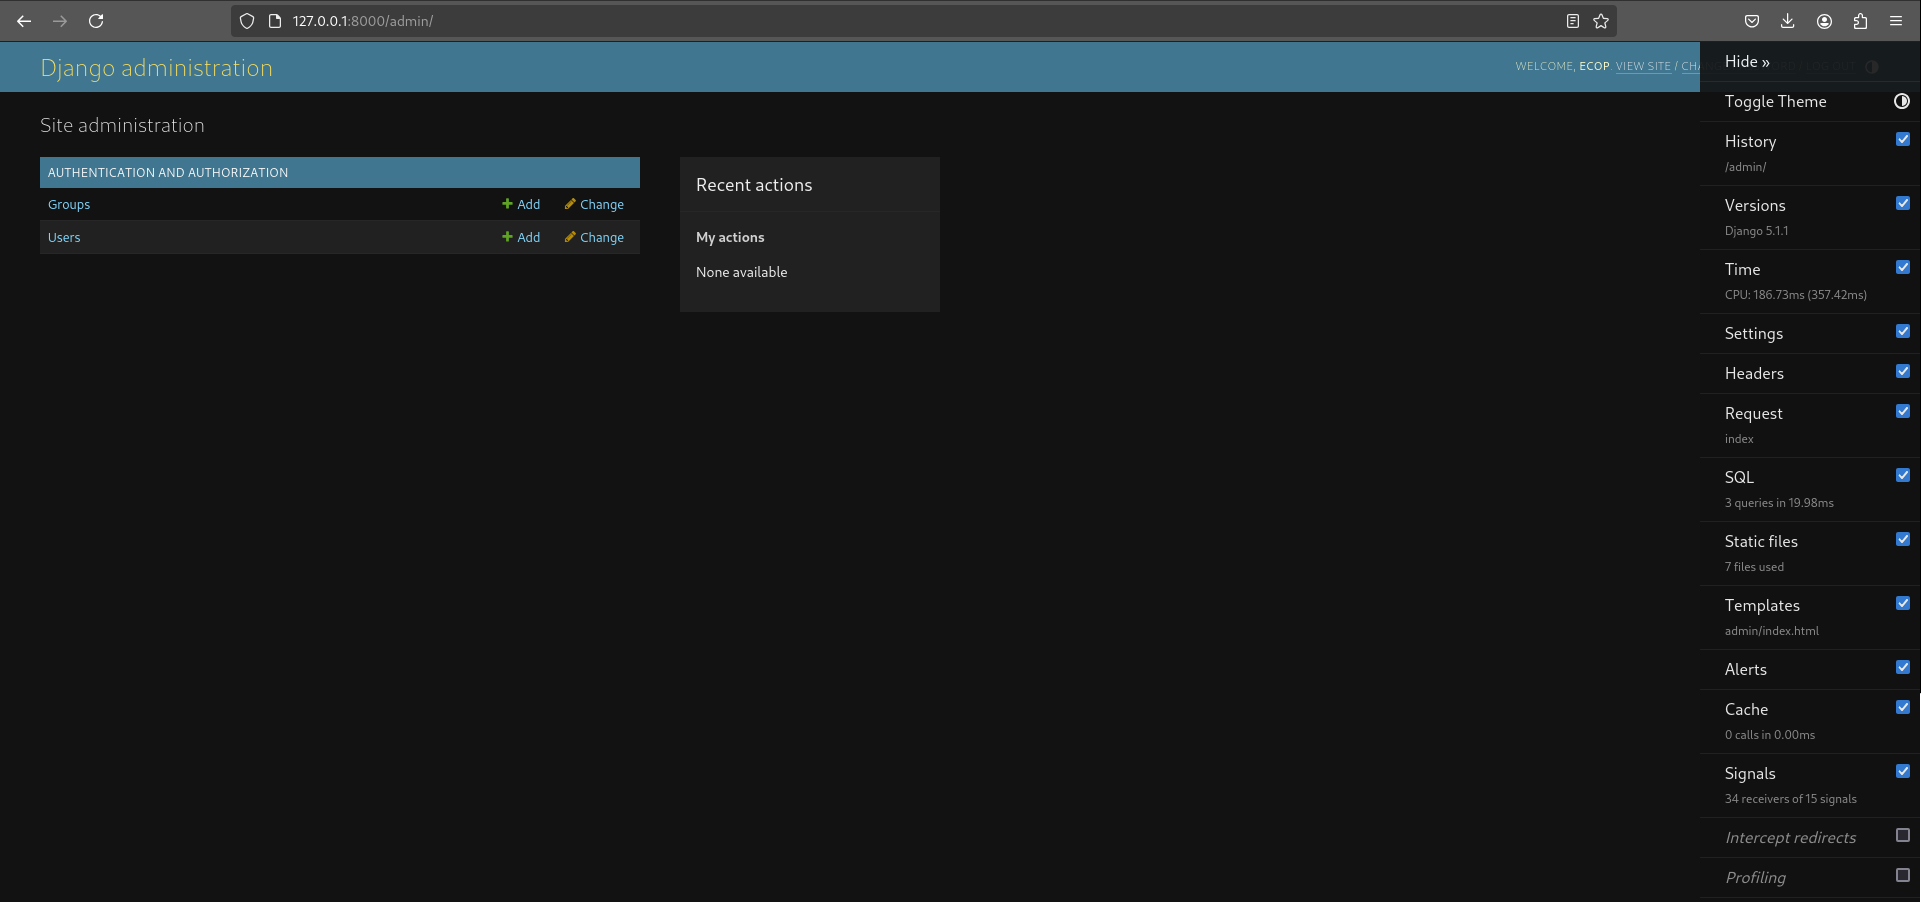 127.0.0.1:8000/admin/
Django administration
WELCOME, ECOP. VIEW SITE / CHA
Site administration
AUTHENTICATION AND AUTHORIZATION
Groups Add Change
Users Add Change
Recent actions
My actions
None available
Hide »
Toggle Theme
History
/admin/
Versions
Django 5.1.1
Time
CPU: 186.73ms (357.42ms)
Settings
Headers
Request
index
SQL
3 queries in 19.98ms
Static files
7 files used
Templates
admin/index.html
Alerts
Cache
0 calls in 0.00ms
Signals
34 receivers of 15 signals
Intercept redirects
Profiling